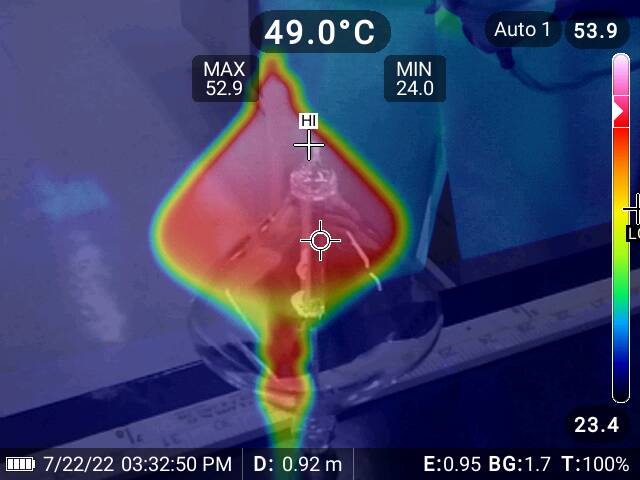 49.0°C
Auto 1
53.9
MAX
52.9
MIN
24.0
HI
23.4
7/22/22 03:32:50 PM
D: 0.92 m
E:0.95 BG:1.7 T:100%